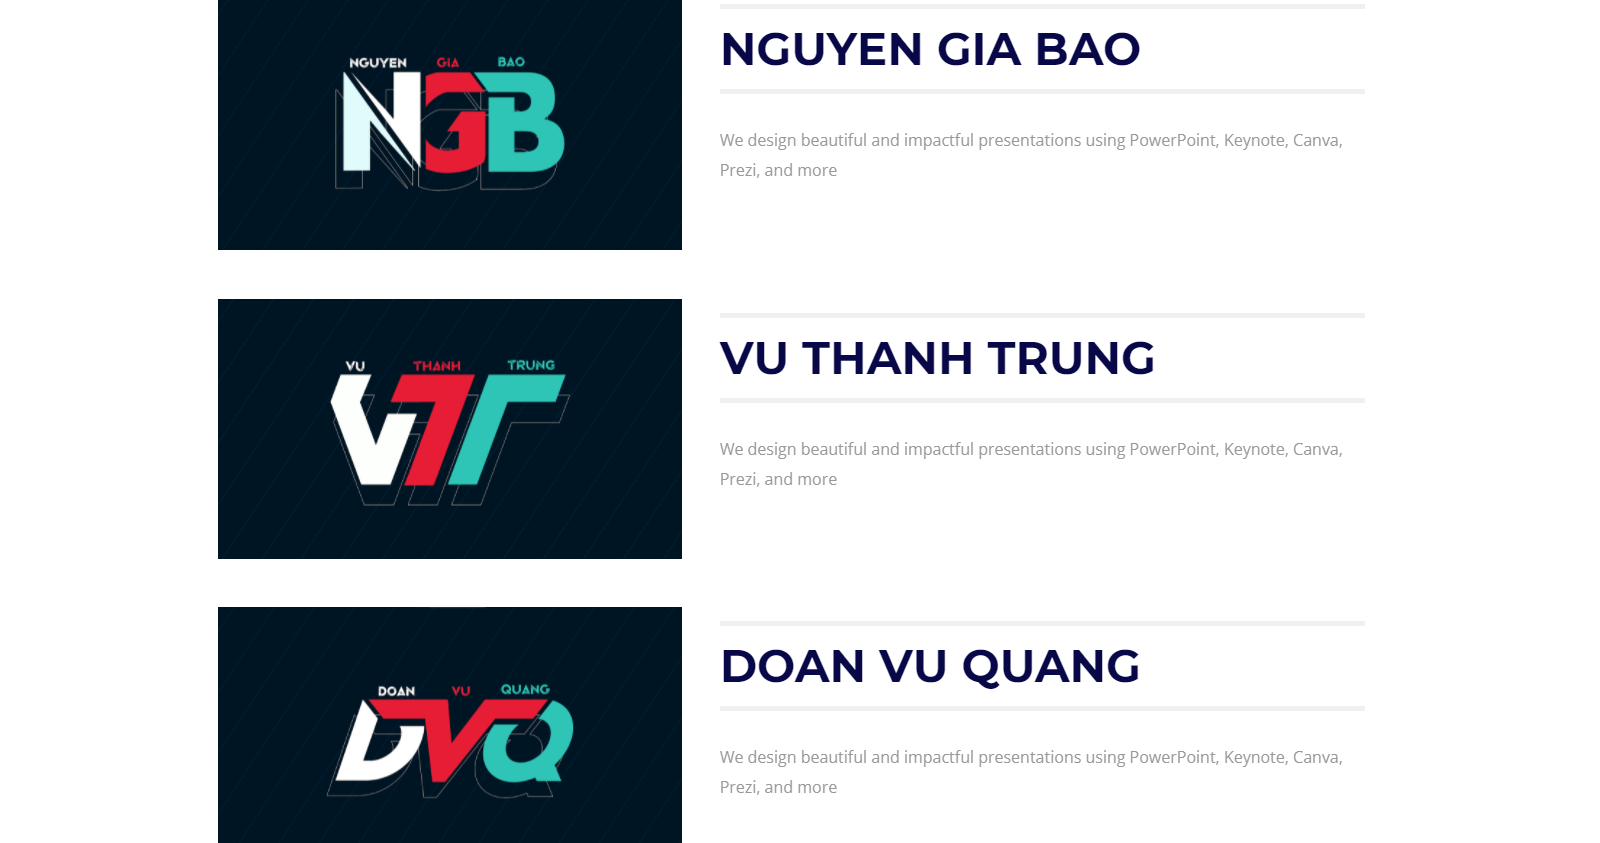 NGUYEN GIA BAO
NGB
NGUYEN GIA BAO
We design beautiful and impactful presentations using PowerPoint, Keynote, Canva,
Prezi, and more
VU THANH TRUNG
VTT
VU THANH TRUNG
We design beautiful and impactful presentations using PowerPoint, Keynote, Canva,
Prezi, and more
DOAN VU QUANG
DVQ
DOAN VU QUANG
We design beautiful and impactful presentations using PowerPoint, Keynote, Canva,
Prezi, and more